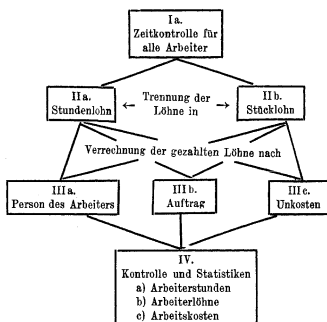 Ia.
Zeitkontrolle für
alle Arbeiter
IIa.
Stundenlohn
← Trennung der →
Löhne in
IIb.
Stücklohn
Verrechnung der gezahlten Löhne nach
IIIa.
Person des Arbeiters
IIIb.
Auftrag
IIIc.
Unkosten
IV.
Kontrolle und Statistiken
a) Arbeiterstunden
b) Arbeiterlöhne
c) Arbeitskosten